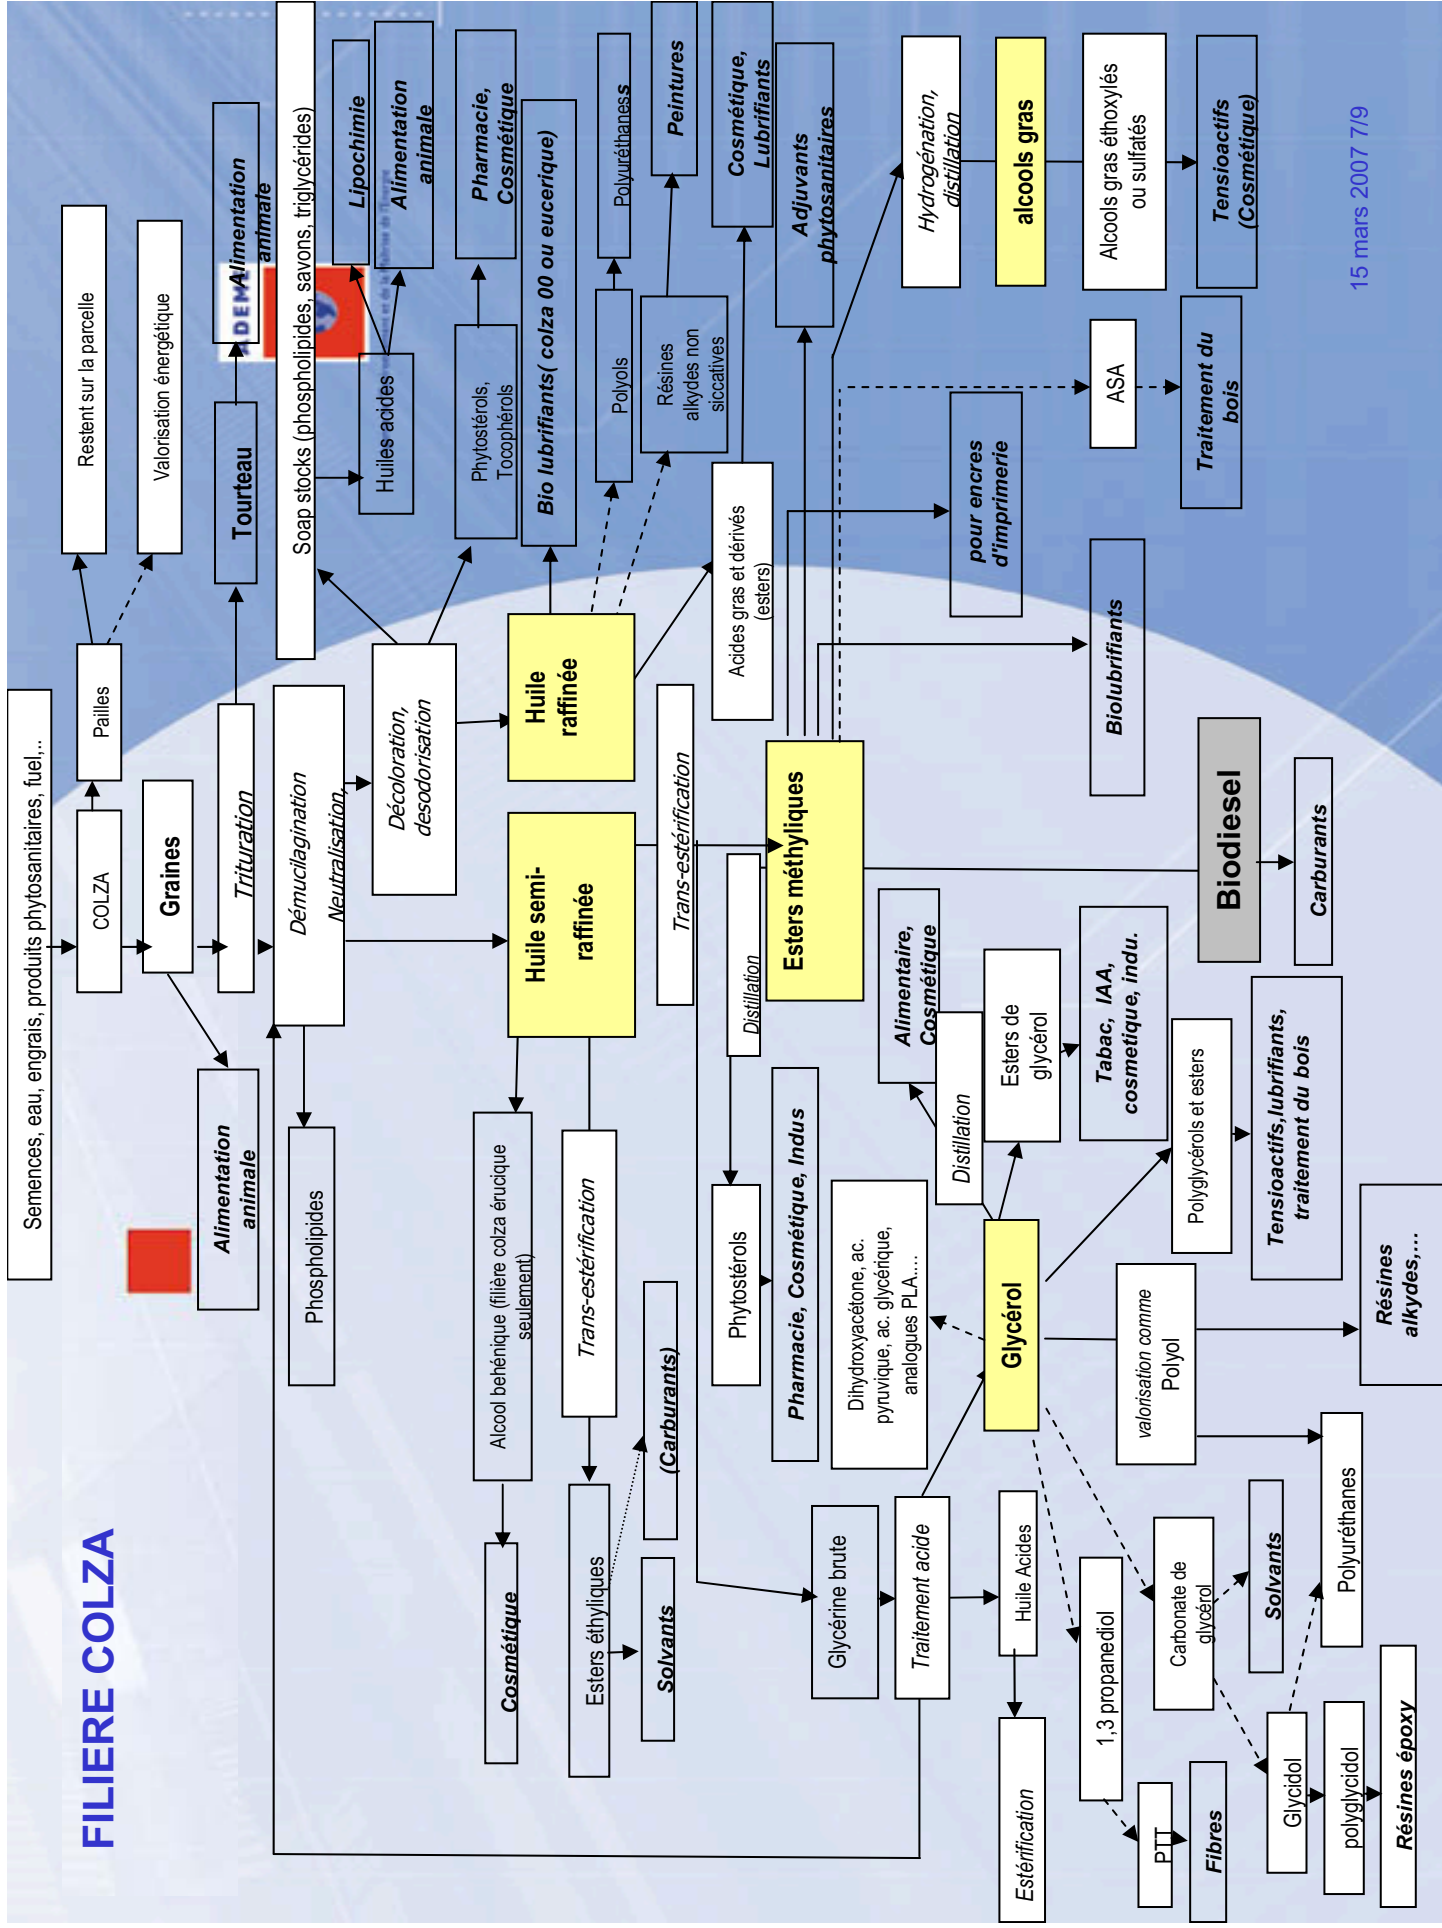 FILIERE COLZA
Semences, eau, engrais, produits phytosanitaires, fuel,..
COLZA
Pailles
Restent sur la parcelle
Valorisation énergétique
Graines
Alimentation
animale
Trituration
Tourteau
Alimentation
animale
ADEME
Démucilagination
Neutralisation,
Phospholipides
Soap stocks (phospholipides, savons, triglycérides)
Huiles acides
Lipochimie
Alimentation
animale
Décoloration,
desodorisation
Phytostérols,
Tocophérols
Pharmacie,
Cosmétique
Huile semi-
raffinée
Huile
raffinée
Bio lubrifiants( colza 00 ou eucerique)
Polyols
Polyuréthaness
Résines
alkydes non
siccatives
Peintures
Acides gras et dérivés
(esters)
Cosmétique,
Lubrifiants
Alcool behénique (filière colza érucique
seulement)
Cosmétique
Trans-estérification
Esters éthyliques
(Carburants)
Solvants
Trans-estérification
Distillation
Phytostérols
Pharmacie, Cosmétique, Indus
Esters méthyliques
Adjuvants
phytosanitaires
Hydrogénation,
distillation
alcools gras
Alcools gras éthoxylés
ou sulfatés
Tensioactifs
(Cosmétique)
ASA
Traitement du
bois
pour encres
d'imprimerie
Biolubrifiants
Biodiesel
Carburants
Glycérine brute
Traitement acide
Huile Acides
Estérification
Glycérol
Dihydroxyacétone, ac.
pyruvique, ac. glycérique,
analogues PLA....
Distillation
Alimentaire,
Cosmétique
Esters de
glycérol
Tabac, IAA,
cosmetique, indu.
Polyglycérols et esters
Tensioactifs,lubrifiants,
traitement du bois
valorisation comme
Polyol
Résines
alkydes,...
Polyuréthanes
1,3 propanediol
PTT
Fibres
Carbonate de
glycérol
Solvants
Glycidol
polyglycidol
Résines époxy
15 mars 2007 7/9